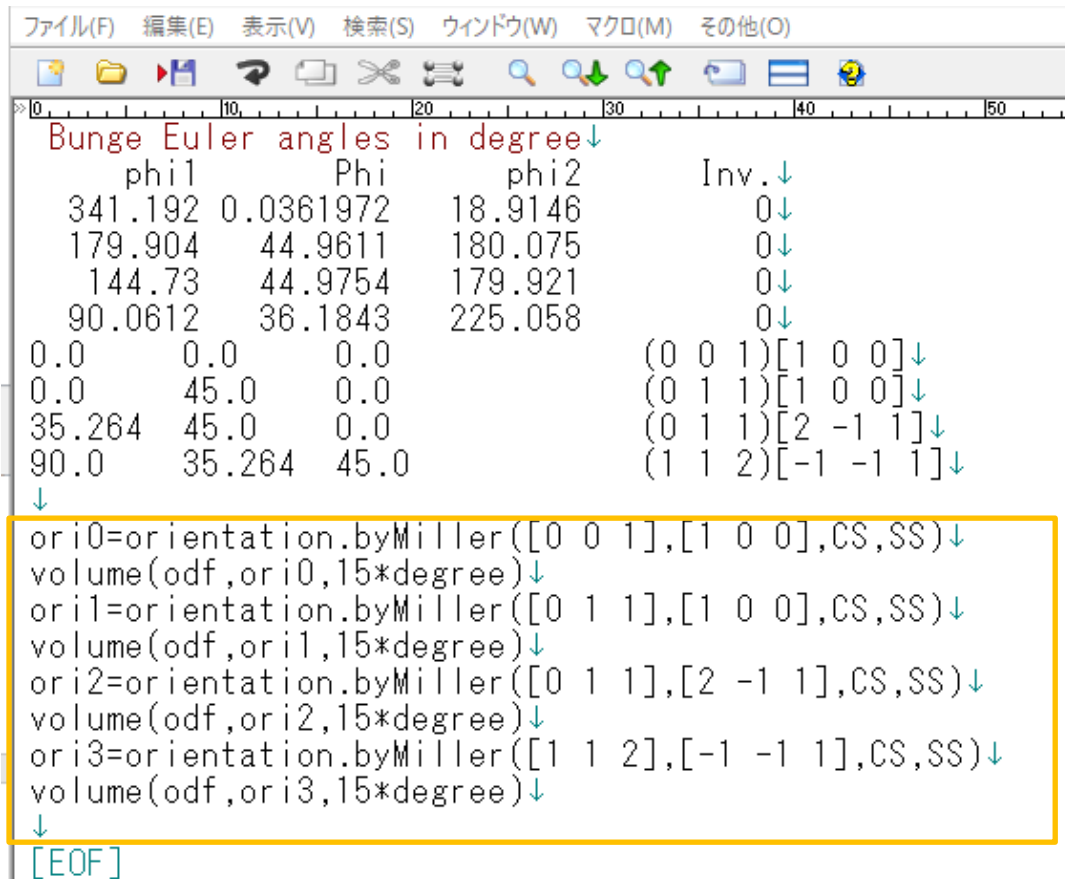 ファイル(F) 編集(E) 表示(V) 検索(S) ウィンドウ(W) マクロ(M) その他(O)
0 10 20 30 40 50
Bunge Euler angles in degree↓
phi1 Phi phi2 Inv.↓
341.192 0.0361972 18.9146 0↓
179.904 44.9611 180.075 0↓
144.73 44.9754 179.921 0↓
90.0612 36.1843 225.058 0↓
0.0 0.0 0.0 (0 0 1)[1 0 0]↓
0.0 45.0 0.0 (0 1 1)[1 0 0]↓
35.264 45.0 0.0 (0 1 1)[2 -1 1]↓
90.0 35.264 45.0 (1 1 2)[-1 -1 1]↓
↓
ori0=orientation.byMiller([0 0 1],[1 0 0],CS,SS)↓
volume(odf,ori0,15*degree)↓
ori1=orientation.byMiller([0 1 1],[1 0 0],CS,SS)↓
volume(odf,ori1,15*degree)↓
ori2=orientation.byMiller([0 1 1],[2 -1 1],CS,SS)↓
volume(odf,ori2,15*degree)↓
ori3=orientation.byMiller([1 1 2],[-1 -1 1],CS,SS)↓
volume(odf,ori3,15*degree)↓
↓
[EOF]